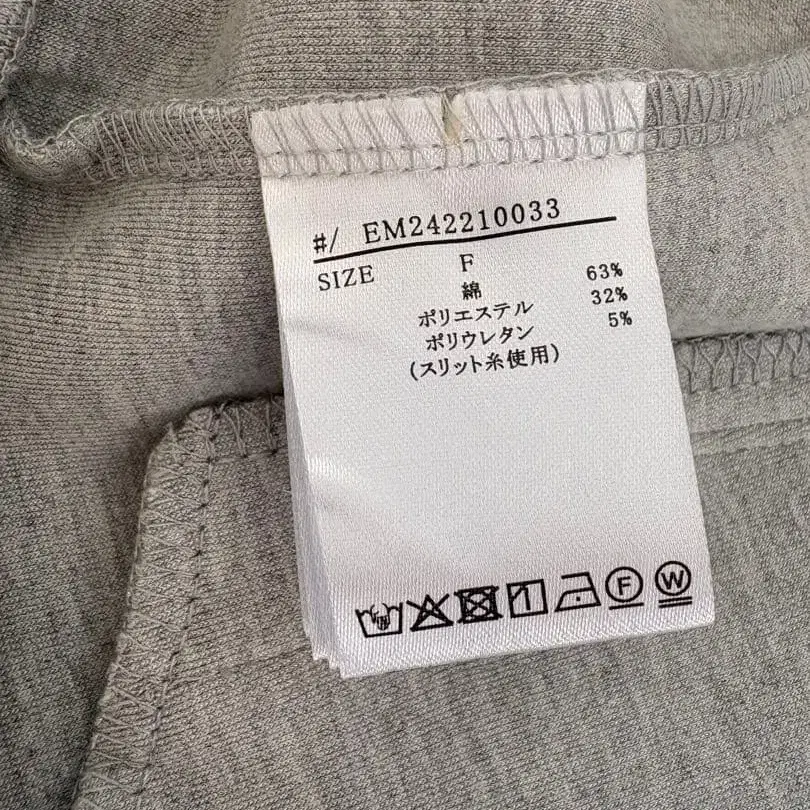 #/ EM242210033
SIZE F
綿 63%
ポリエステル 32%
ポリウレタン 5%
(スリット糸使用)
F W